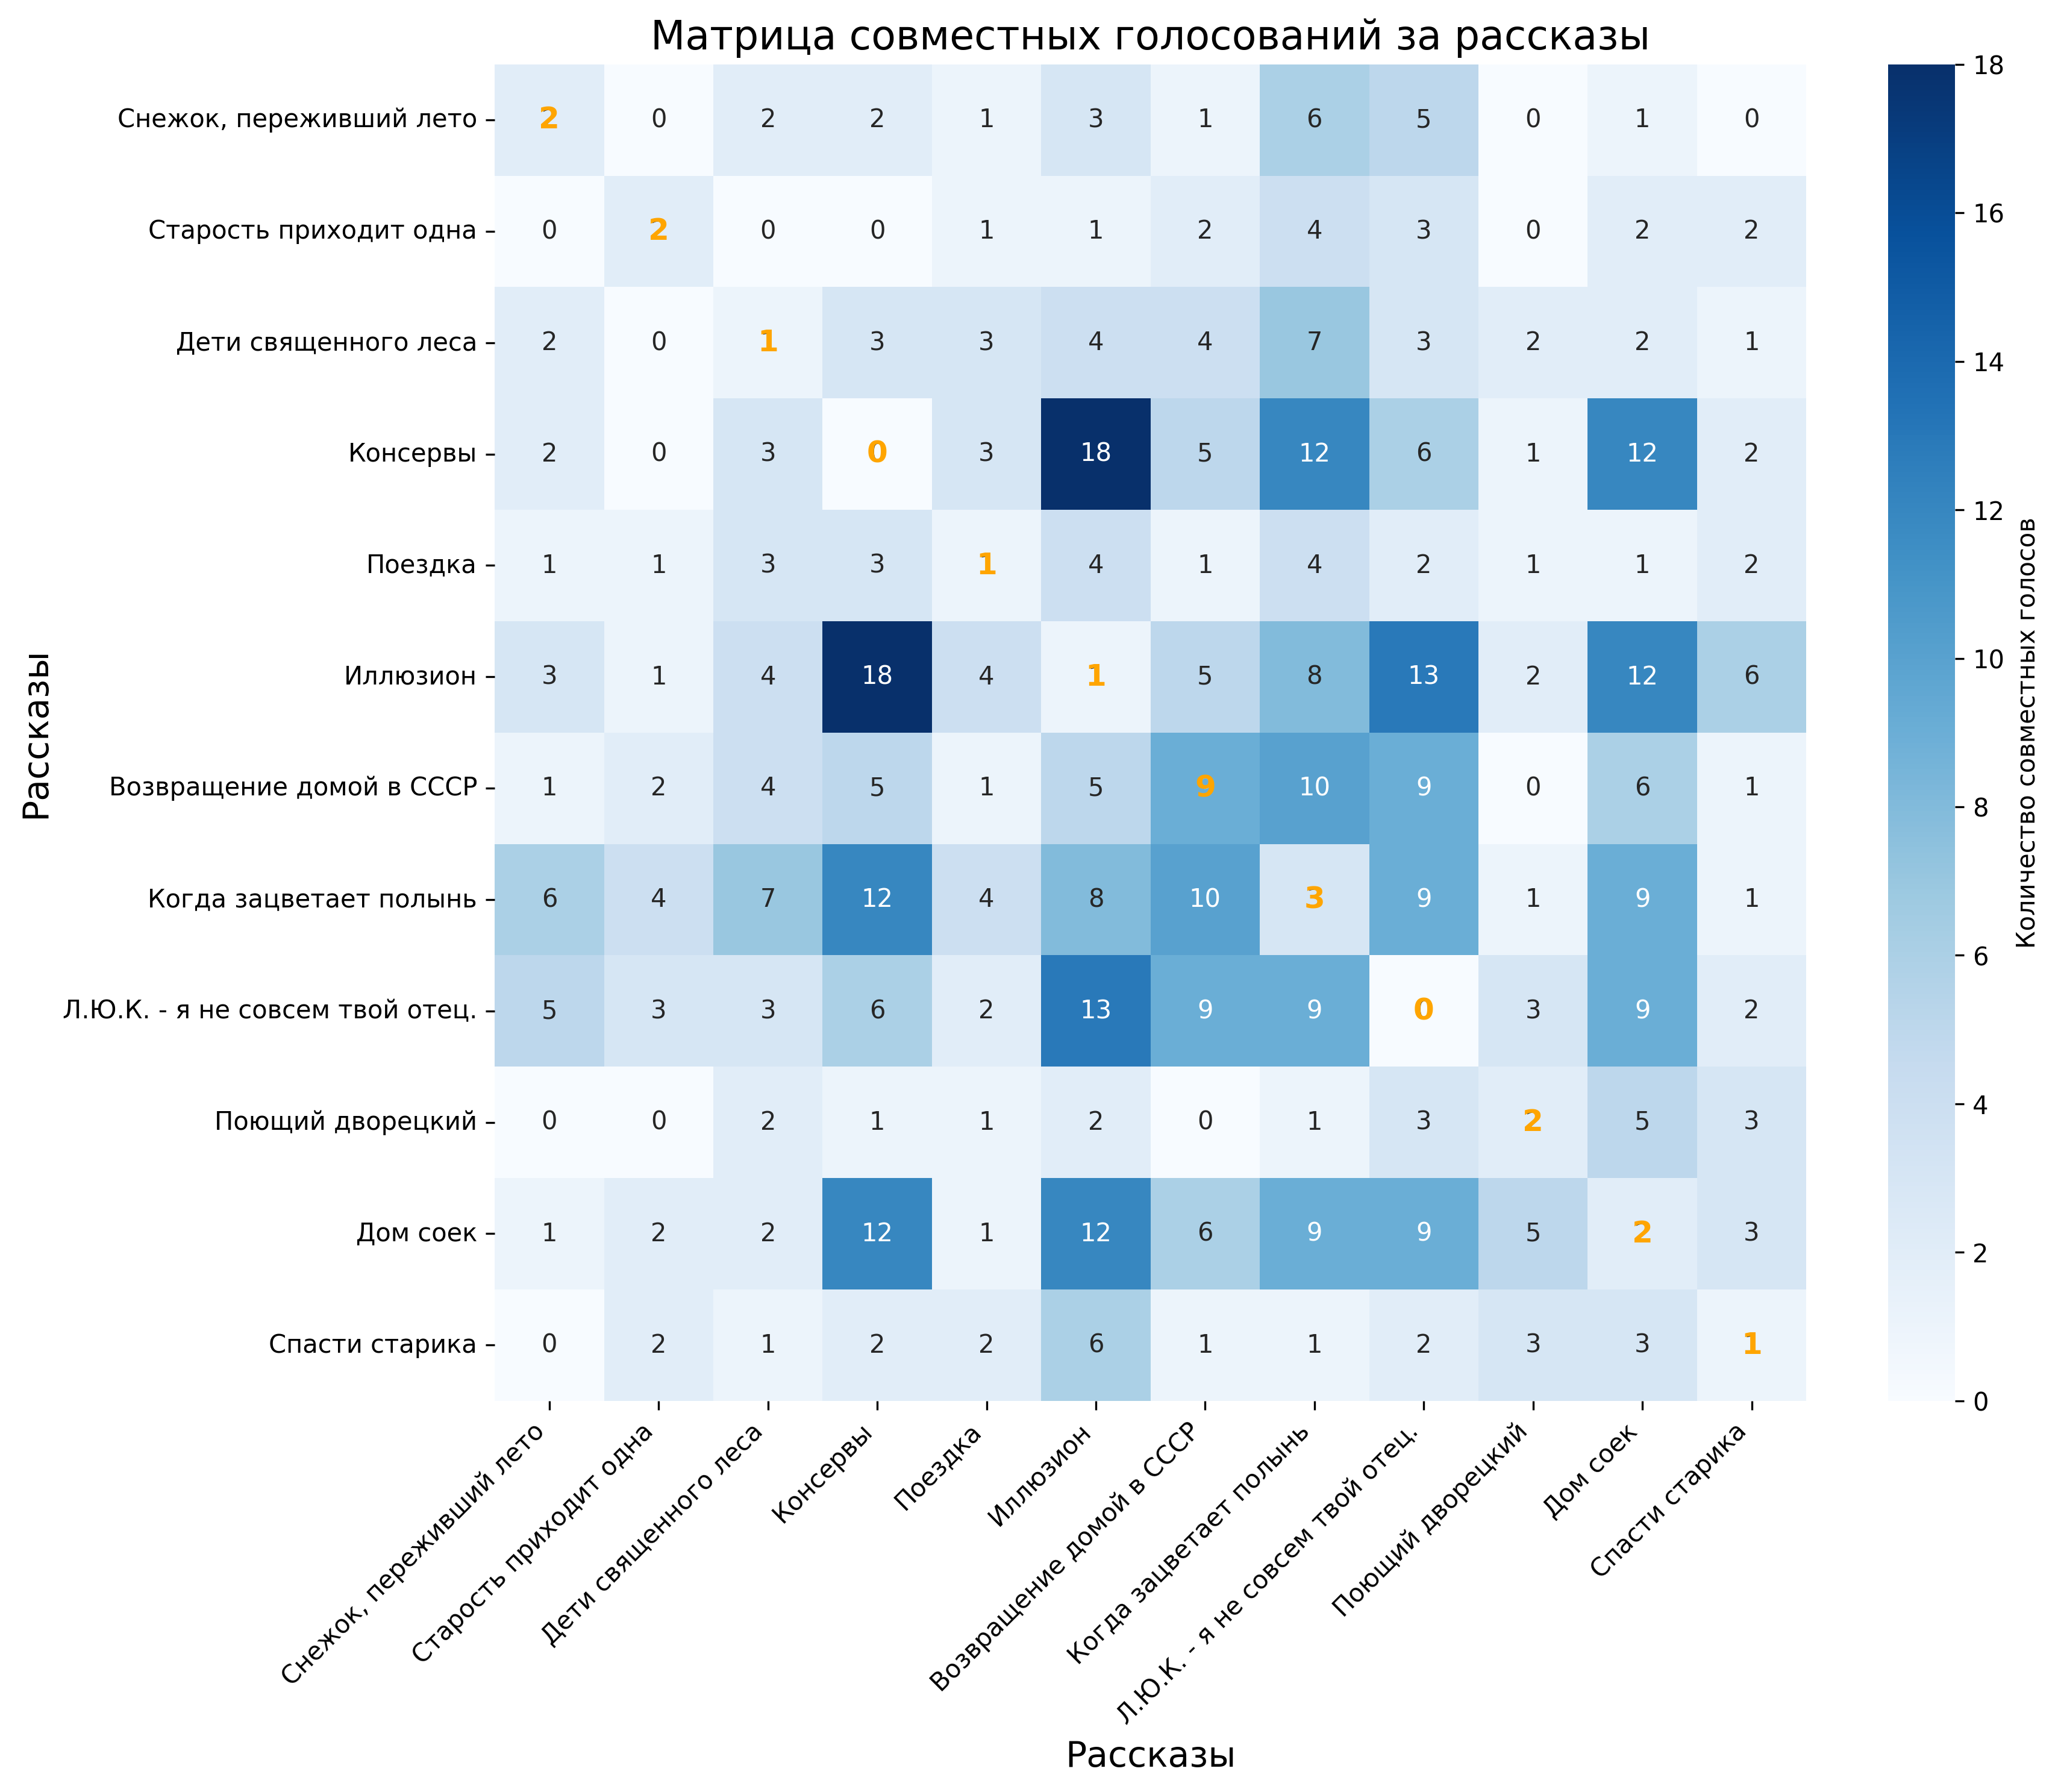 Матрица совместных голосований за рассказы
Снежок, переживший лето 2 0 2 2 1 3 1 6 5 0 1 0
Старость приходит одна 0 2 0 0 1 1 2 4 3 0 2 2
Дети священного леса 2 0 1 3 3 4 4 7 3 2 2 1
Консервы 2 0 3 0 3 18 5 12 6 1 12 2
Поездка 1 1 3 3 1 4 1 4 2 1 1 2
Иллюзион 3 1 4 18 4 1 5 8 13 2 12 6
Возвращение домой в СССР 1 2 4 5 1 5 9 10 9 0 6 1
Когда зацветает полынь 6 4 7 12 4 8 10 3 9 1 9 1
Л.Ю.К. - я не совсем твой отец. 5 3 3 6 2 13 9 9 0 3 9 2
Поющий дворецкий 0 0 2 1 1 2 0 1 3 2 5 3
Дом соек 1 2 2 12 1 12 6 9 9 5 2 3
Спасти старика 0 2 1 2 2 6 1 1 2 3 3 1
Рассказы
Снежок, переживший лето
Старость приходит одна
Дети священного леса
Консервы
Поездка
Иллюзион
Возвращение домой в СССР
Когда зацветает полынь
Л.Ю.К. - я не совсем твой отец.
Поющий дворецкий
Дом соек
Спасти старика
Рассказы
18
16
14
12
10
8
6
4
2
0
Количество совместных голосов